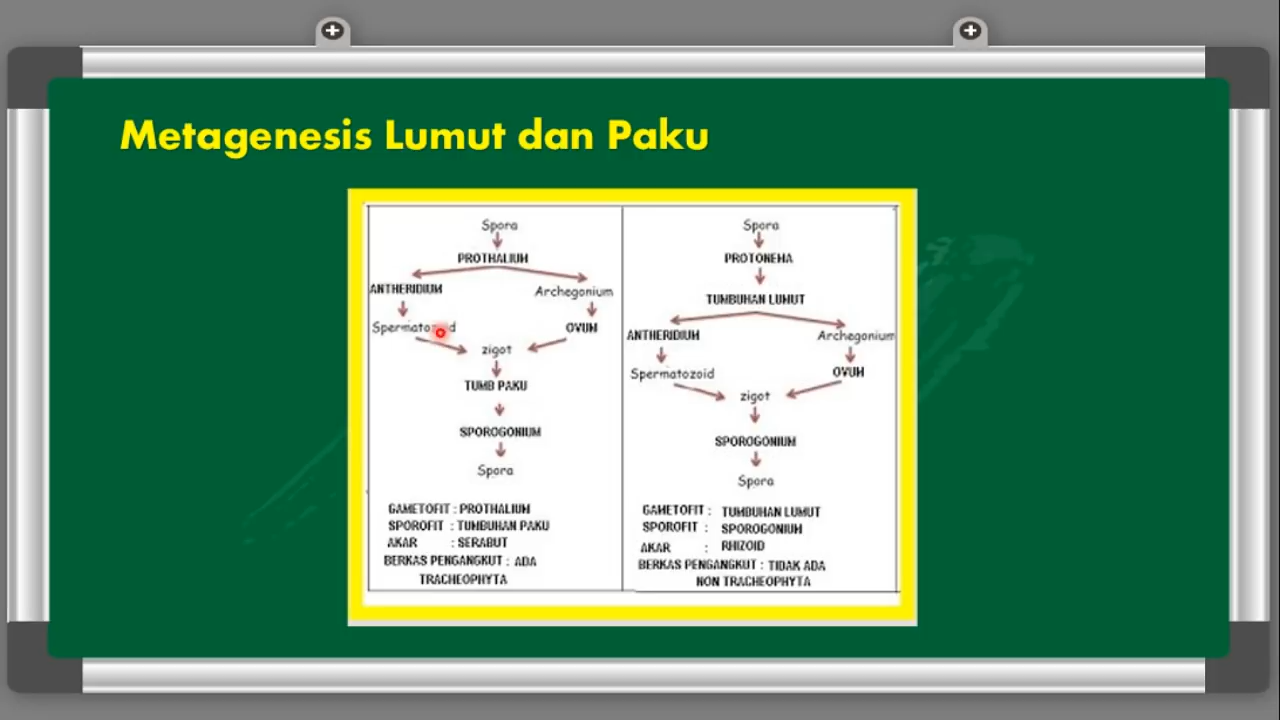 Metagenesis Lumut dan Paku
Spora
PROTHALIUM
ANTHERIDIUM
Archegonium
Spermatozoid
OVUM
zigot
TUMB PAKU
SPOROGONIUM
Spora
GAMETOFIT : PROTHALIUM
SPOROFIT : TUMBUHAN PAKU
AKAR : SERABUT
BERKAS PENGANGKUT : ADA
TRACHEOPHYTA
Spora
PROTONEMA
TUMBUHAN LUMUT
ANTHERIDIUM
Archegonium
Spermatozoid
OVUM
zigot
SPOROGONIUM
Spora
GAMETOFIT : TUMBUHAN LUMUT
SPOROFIT : SPOROGONIUM
AKAR : RHIZOID
BERKAS PENGANGKUT : TIDAK ADA
NON TRACHEOPHYTA